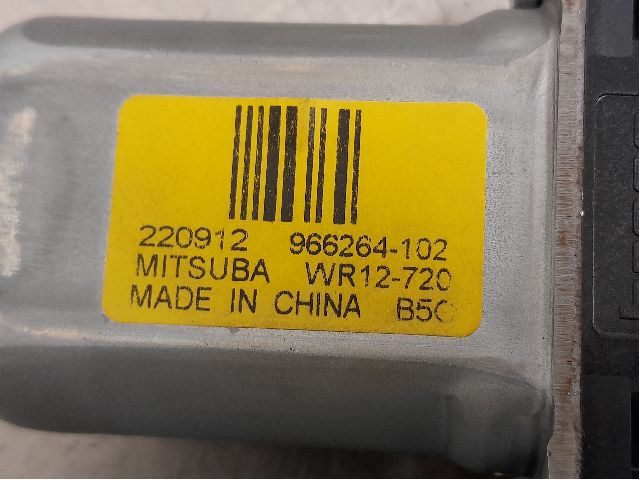 220912 966264-102
MITSUBA WR12-720
MADE IN CHINA B5C